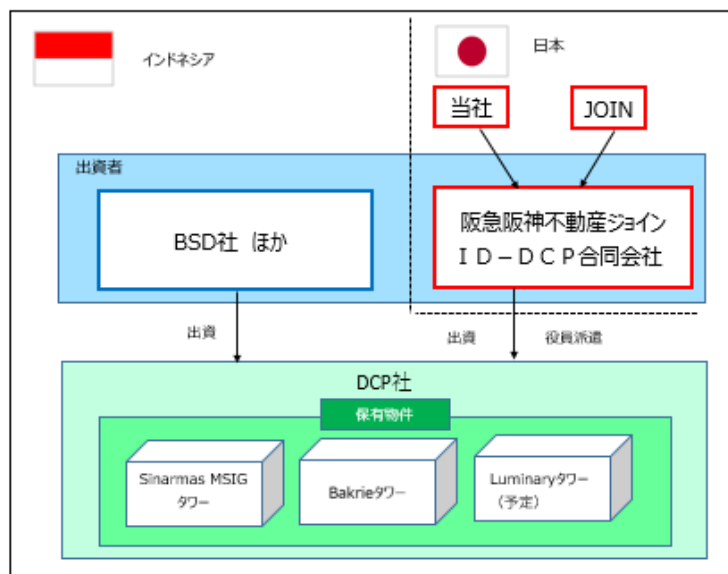 インドネシア
日本
当社
JOIN
出資者
BSD社 ほか
阪急阪神不動産ジョイン
ＩＤ－ＤＣＰ合同会社
出資
出資
役員派遣
DCP社
保有物件
Sinarmas MSIG
タワー
Bakrieタワー
Luminaryタワー
（予定）